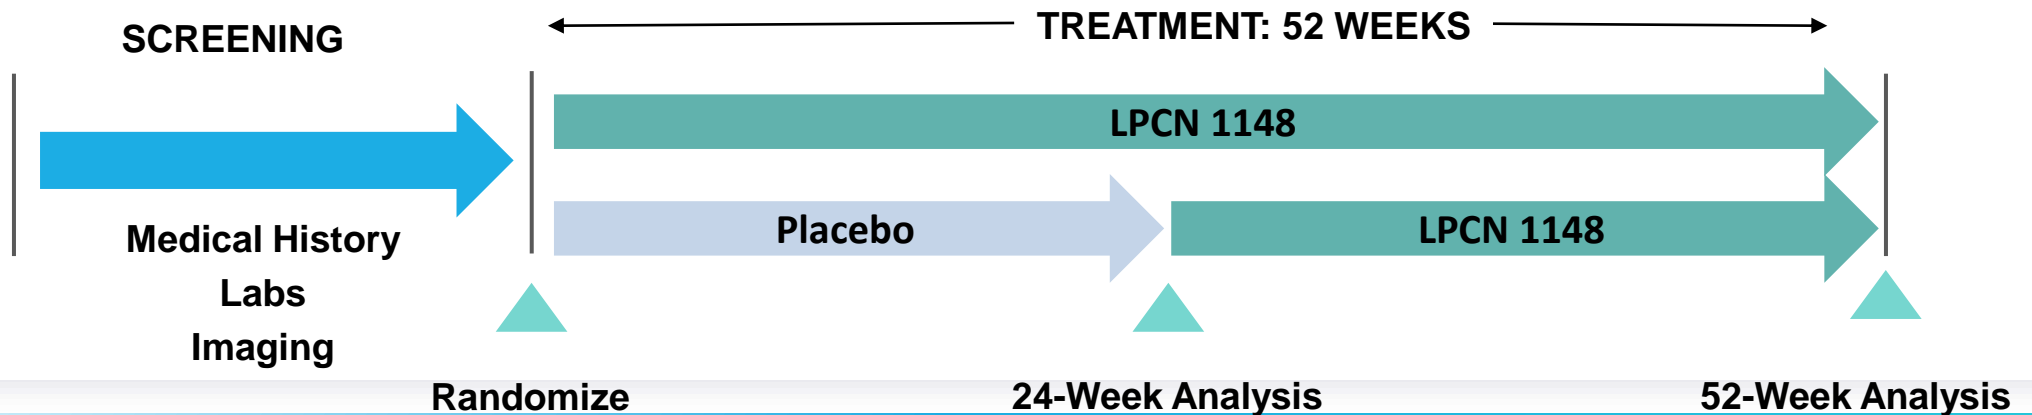 SCREENING
TREATMENT: 52 WEEKS
LPCN 1148
Placebo
LPCN 1148
Medical History
Labs
Imaging
Randomize
24-Week Analysis
52-Week Analysis